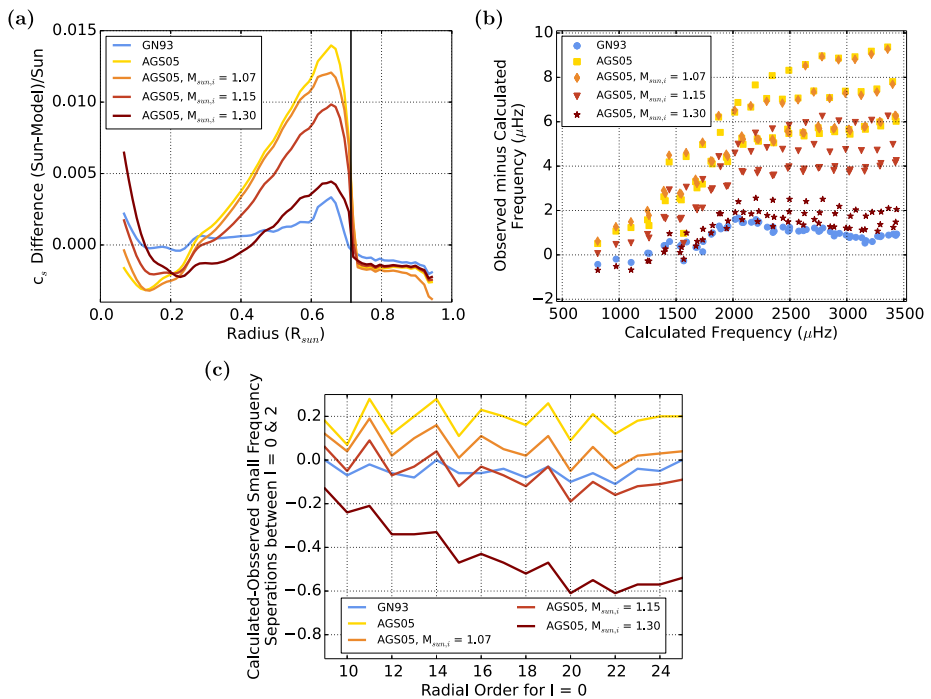 (a)
0.015
GN93
AGS05
AGS05, M_sun,i = 1.07
AGS05, M_sun,i = 1.15
AGS05, M_sun,i = 1.30
0.010
0.005
0.000
c_s Difference (Sun-Model)/Sun
0.0 0.2 0.4 0.6 0.8 1.0
Radius (R_sun)
(b)
10
8
6
4
2
0
−2
GN93
AGS05
AGS05, M_sun,i = 1.07
AGS05, M_sun,i = 1.15
AGS05, M_sun,i = 1.30
Observed minus Calculated
Frequency (μHz)
500 1000 1500 2000 2500 3000 3500
Calculated Frequency (μHz)
(c)
Calculated-Obsserved Small Frequency
Seperations between l = 0 & 2
0.2
0.0
−0.2
−0.4
−0.6
−0.8
GN93
AGS05
AGS05, M_sun,i = 1.07
AGS05, M_sun,i = 1.15
AGS05, M_sun,i = 1.30
10 12 14 16 18 20 22 24
Radial Order for l = 0